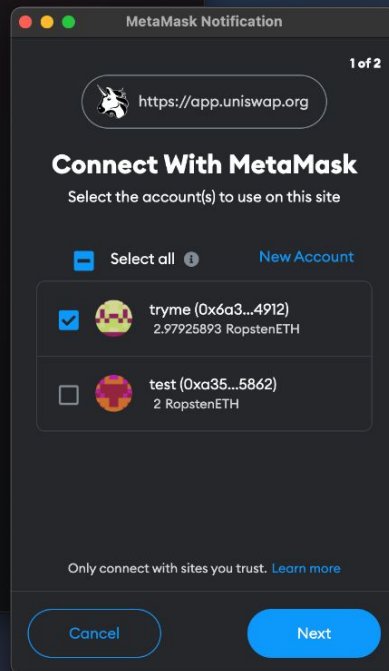 MetaMask Notification
1 of 2
https://app.uniswap.org
Connect With MetaMask
Select the account(s) to use on this site
Select all
New Account
tryme (0x6a3...4912)
2.97925893 RopstenETH
test (0xa35...5862)
2 RopstenETH
Only connect with sites you trust. Learn more
Cancel
Next